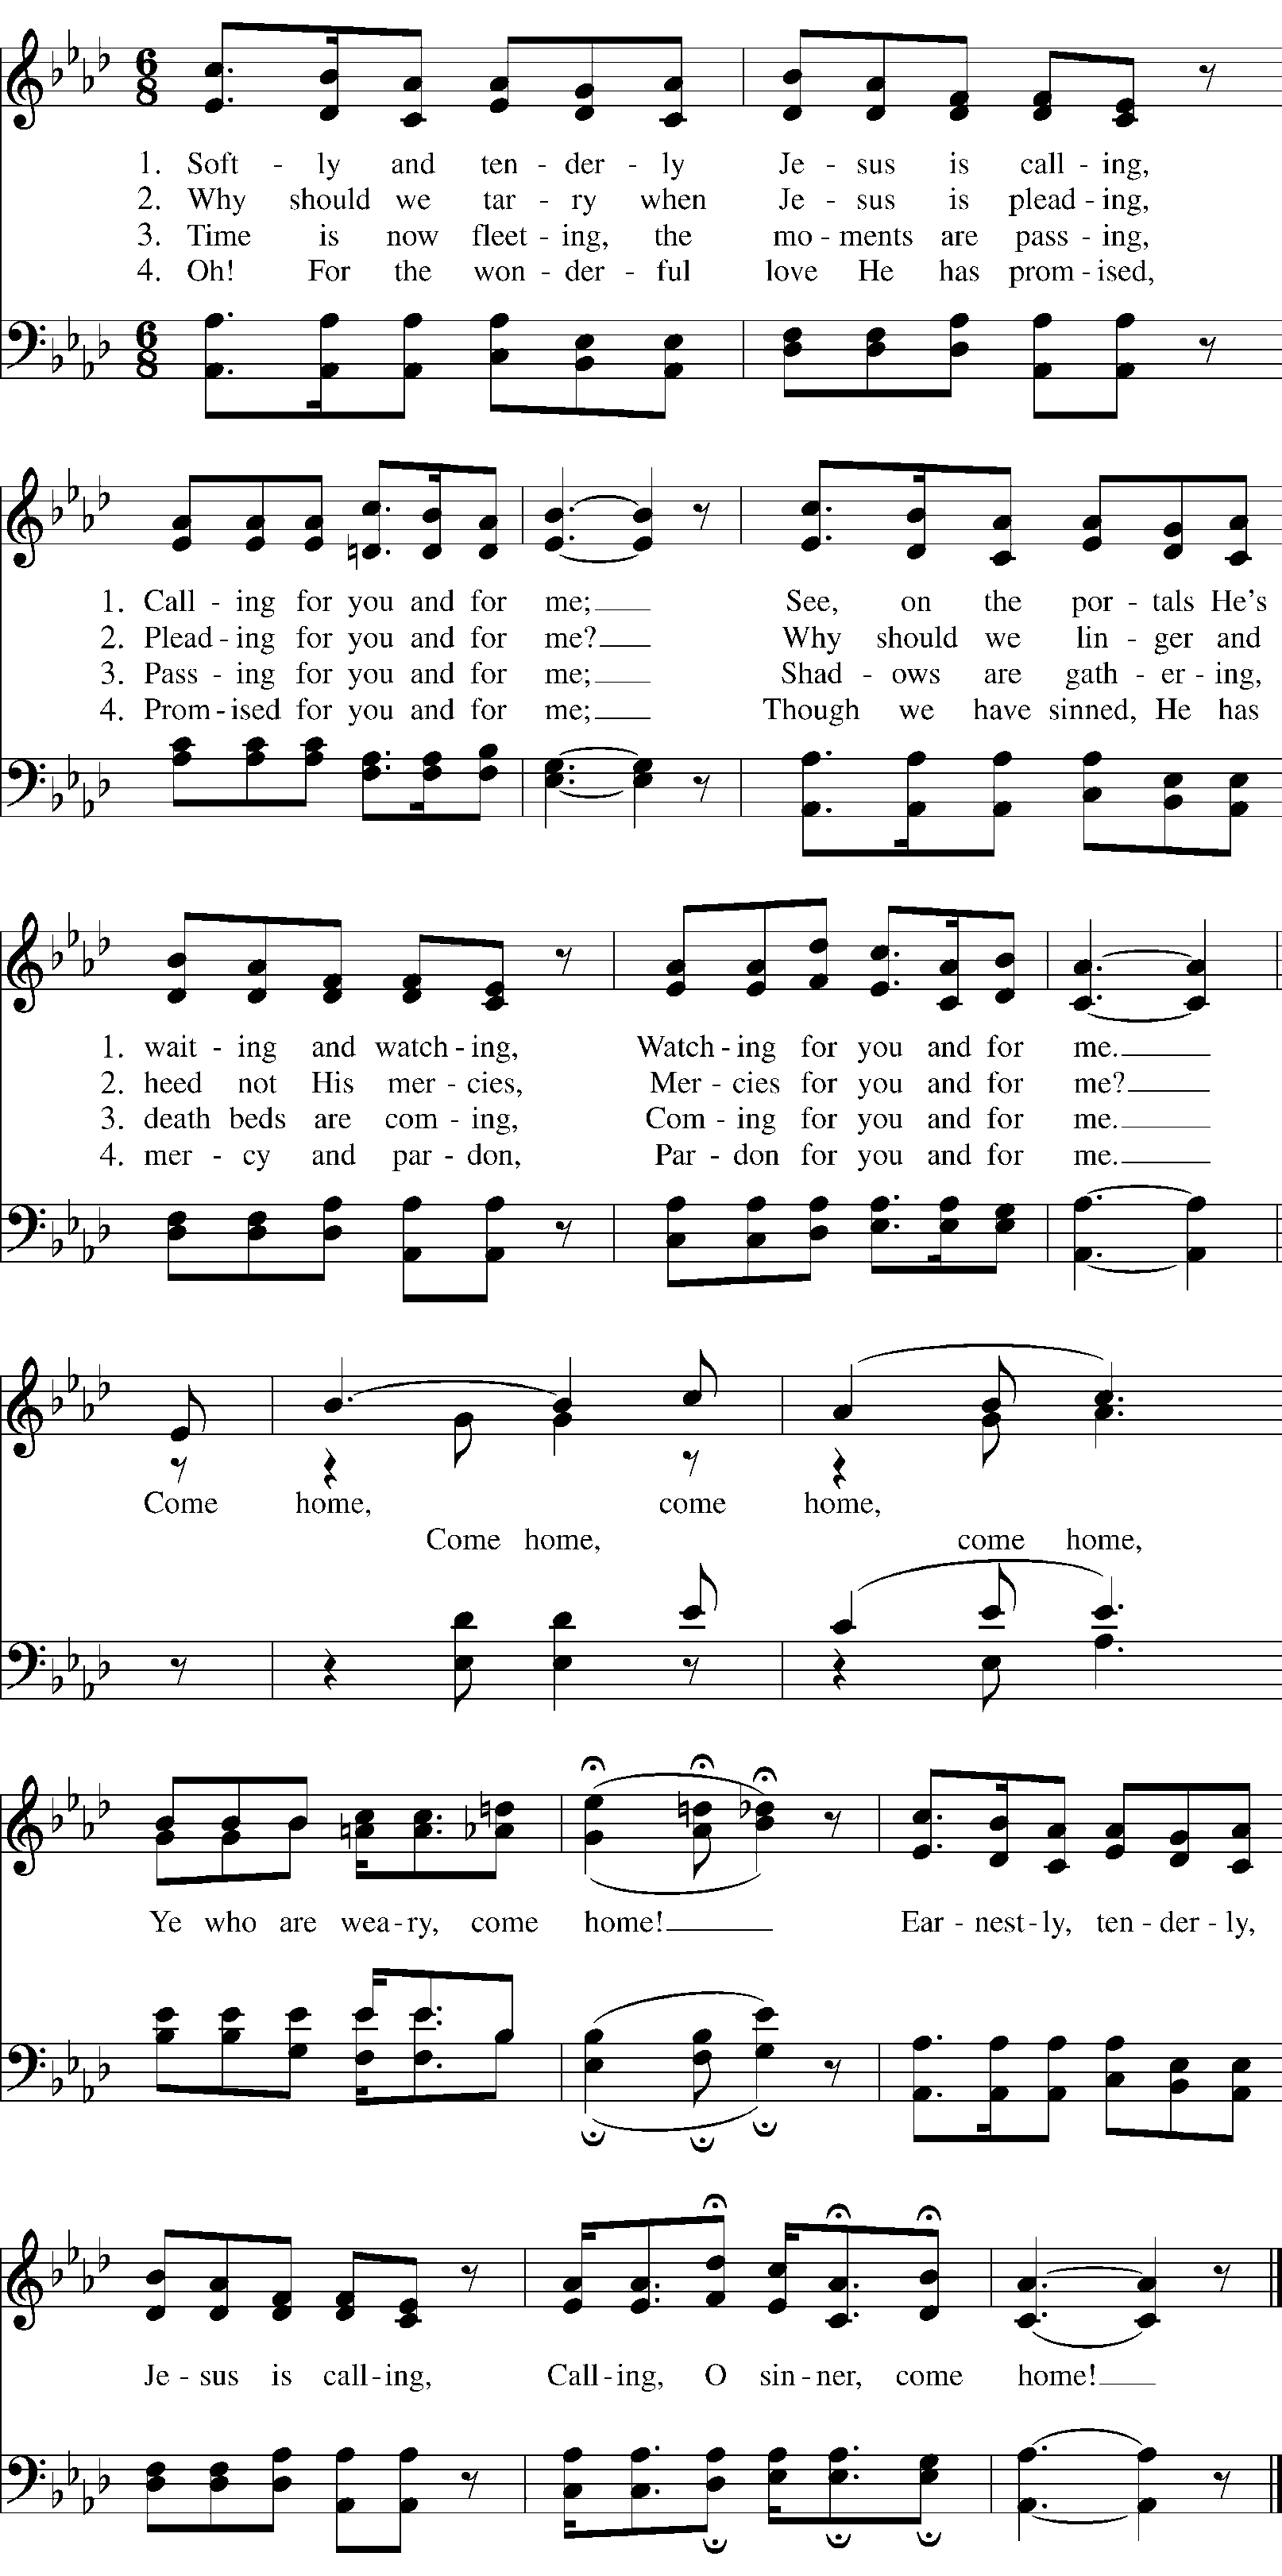 1. Soft - ly and ten - der - ly Je - sus is call - ing,
2. Why should we tar - ry when Je - sus is plead - ing,
3. Time is now fleet - ing, the mo - ments are pass - ing,
4. Oh! For the won - der - ful love He has prom - ised,
1. Call - ing for you and for me; See, on the por - tals He's
2. Plead - ing for you and for me? Why should we lin - ger and
3. Pass - ing for you and for me; Shad - ows are gath - er - ing,
4. Prom - ised for you and for me; Though we have sinned, He has
1. wait - ing and watch - ing, Watch - ing for you and for me.
2. heed not His mer - cies, Mer - cies for you and for me?
3. death beds are com - ing, Com - ing for you and for me.
4. mer - cy and par - don, Par - don for you and for me.
Come home, come home,
Come home, come home,
Ye who are wea - ry, come home! Ear - nest - ly, ten - der - ly,
Je - sus is call - ing, Call - ing, O sin - ner, come home!